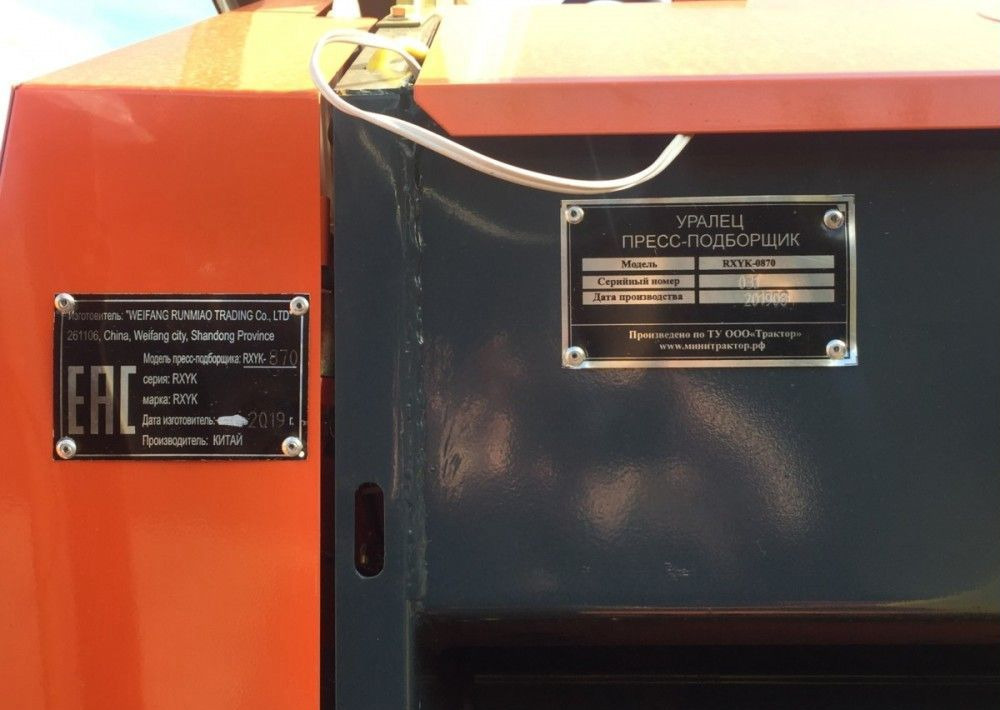 Изготовитель: "WEIFANG RUNMIAO TRADING Co., LTD"
261106, China, Weifang city, Shandong Province
Модель пресс-подборщика: RXYK-870
серия: RXYK
марка: RXYK
Дата изготовитель: 2019 г.
Производитель: КИТАЙ
EAC
УРАЛЕЦ
ПРЕСС-ПОДБОРЩИК
Модель RXYK-0870
Серийный номер
Дата производства
Произведено по ТУ ООО«Трактор»
www.минитрактор.рф